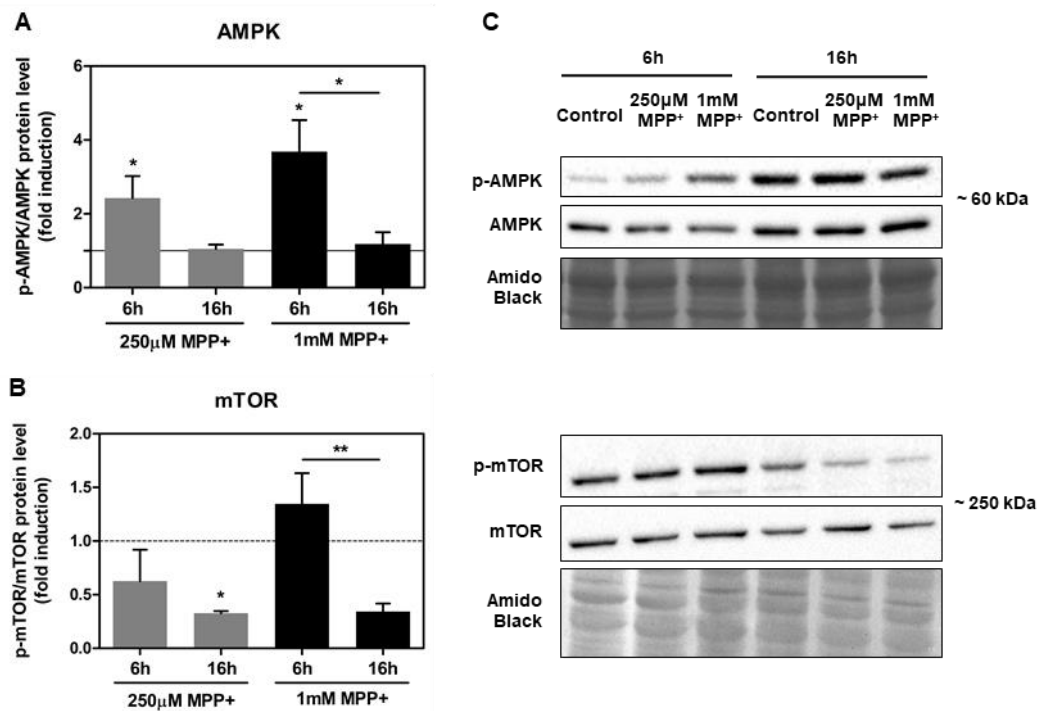 A
AMPK
p-AMPK/AMPK protein level
(fold induction)
6
4
2
1
0
*
*
*
6h 16h 6h 16h
250μM MPP+ 1mM MPP+
B
mTOR
p-mTOR/mTOR protein level
(fold induction)
2.0
1.5
1.0
0.5
0.0
*
**
6h 16h 6h 16h
250μM MPP+ 1mM MPP+
C
6h 16h
Control 250μM MPP⁺ 1mM MPP⁺ Control 250μM MPP⁺ 1mM MPP⁺
p-AMPK
AMPK
~ 60 kDa
Amido
Black
p-mTOR
mTOR
~ 250 kDa
Amido
Black